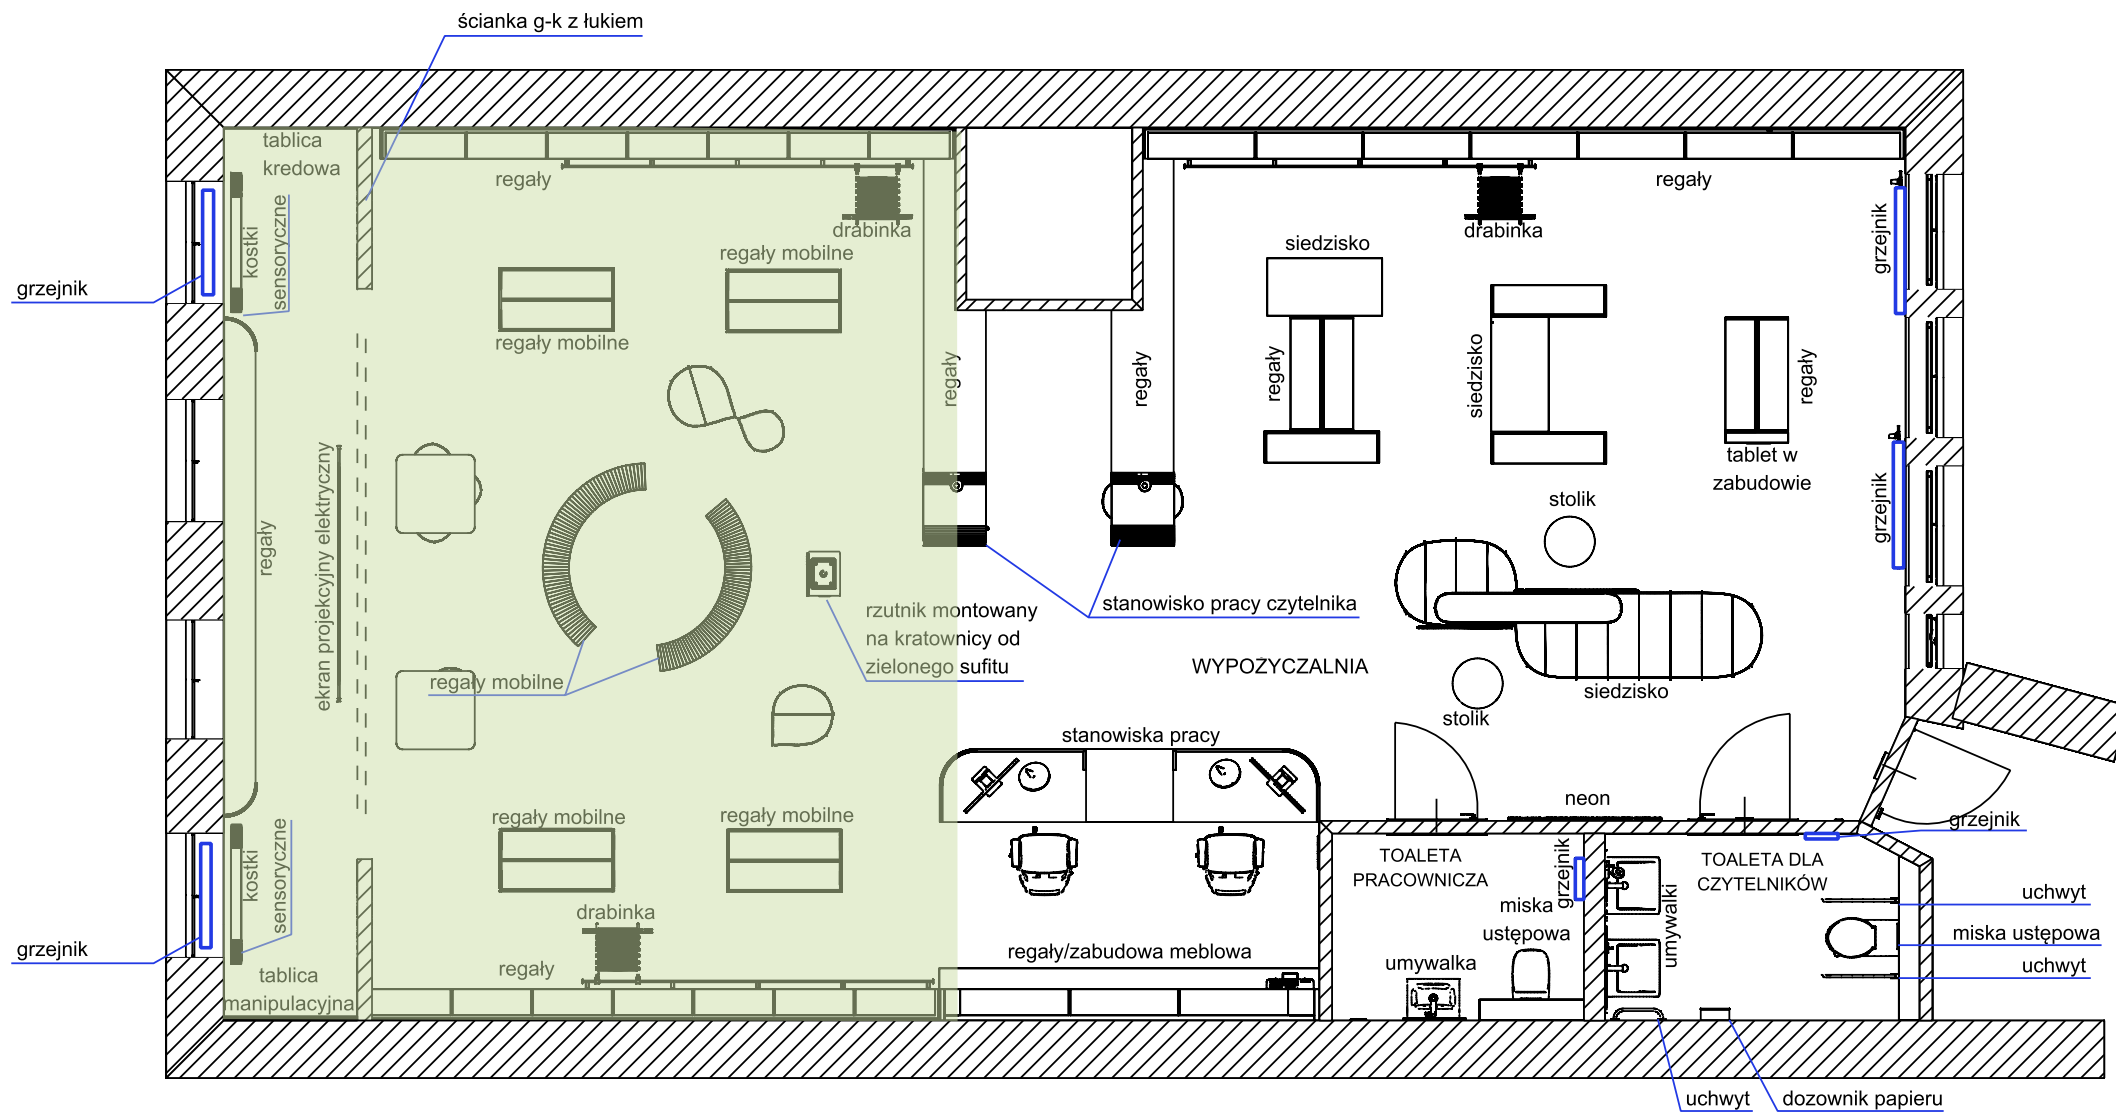 ścianka g-k z łukiem
tablica
kredowa
regały
drabinka
regały mobilne
regały mobilne
kostki
sensoryczne
grzejnik
regały
ekran projekcyjny elektryczny
regały mobilne
rzutnik montowany
na kratownicy od
zielonego sufitu
regały
regały
stanowisko pracy czytelnika
WYPOŻYCZALNIA
regały
drabinka
siedzisko
regały
siedzisko
regały
tablet w
zabudowie
grzejnik
grzejnik
stolik
siedzisko
stolik
stanowiska pracy
neon
grzejnik
regały mobilne
regały mobilne
drabinka
regały
kostki
sensoryczne
tablica
manipulacyjna
grzejnik
regały/zabudowa meblowa
TOALETA
PRACOWNICZA
grzejnik
miska
ustępowa
umywalka
TOALETA DLA
CZYTELNIKÓW
umywalki
uchwyt
miska ustępowa
uchwyt
uchwyt
dozownik papieru